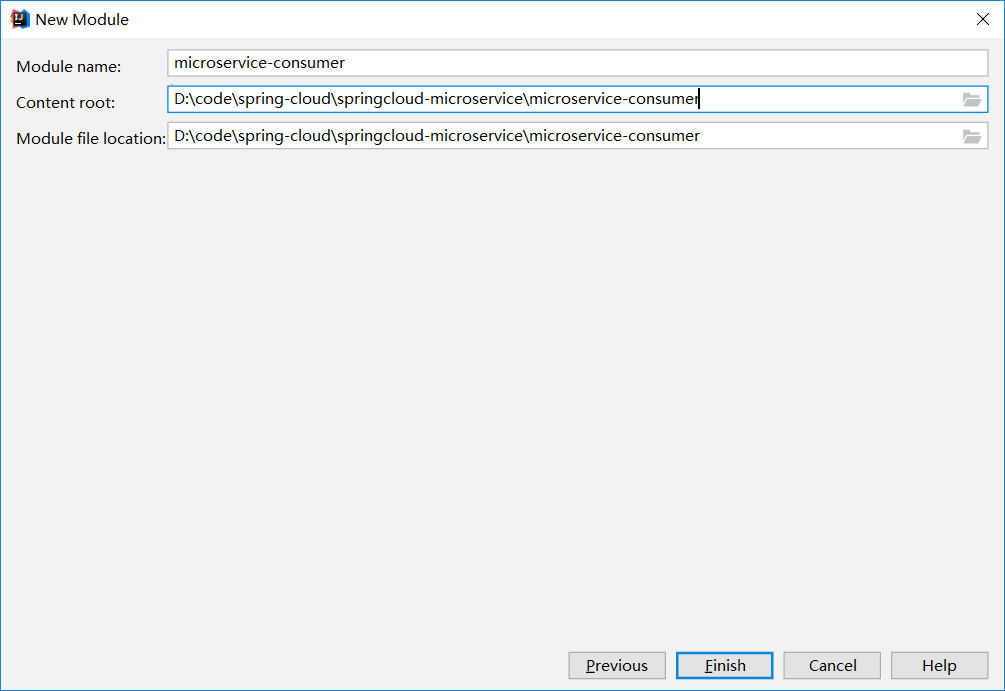 New Module
Module name: microservice-consumer
Content root: D:\code\spring-cloud\springcloud-microservice\microservice-consumer
Module file location: D:\code\spring-cloud\springcloud-microservice\microservice-consumer
Previous Finish Cancel Help